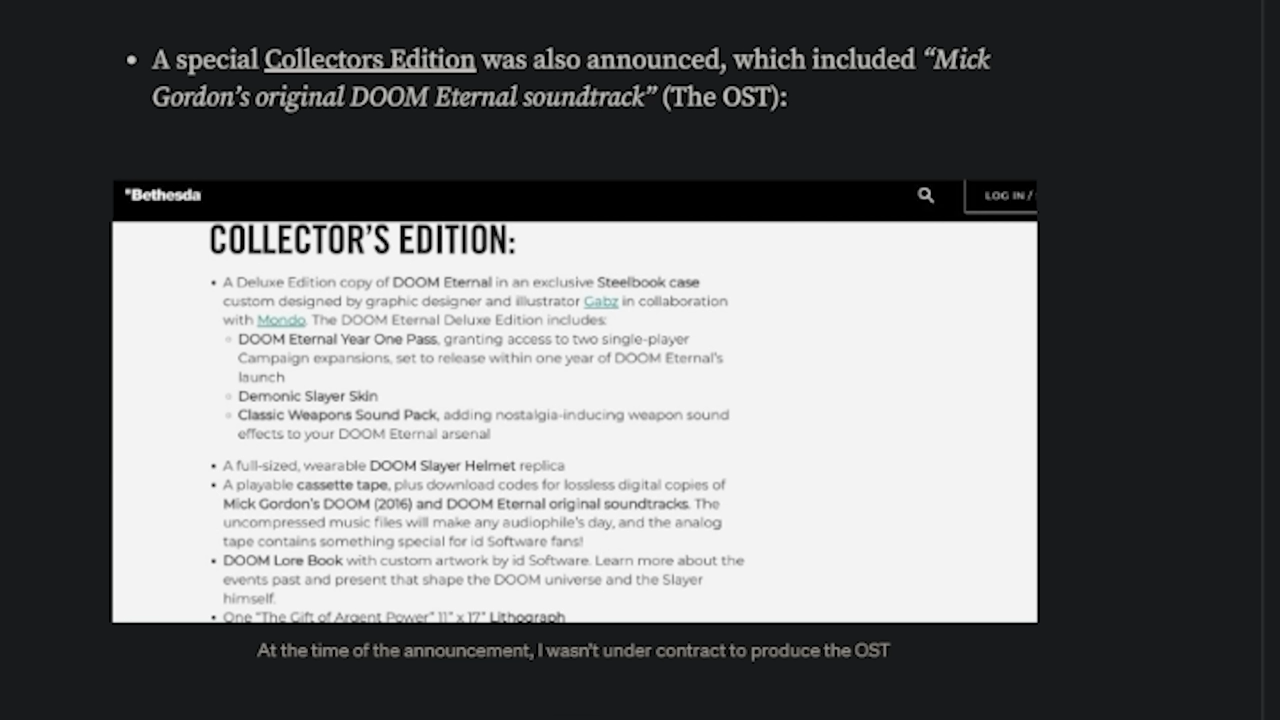 • A special Collectors Edition was also announced, which included “Mick
Gordon’s original DOOM Eternal soundtrack” (The OST):
Bethesda
LOG IN /
COLLECTOR’S EDITION:
• A Deluxe Edition copy of DOOM Eternal in an exclusive Steelbook case
custom designed by graphic designer and illustrator Gabz in collaboration
with Mondo. The DOOM Eternal Deluxe Edition includes:
◦ DOOM Eternal Year One Pass, granting access to two single-player
Campaign expansions, set to release within one year of DOOM Eternal’s
launch
◦ Demonic Slayer Skin
◦ Classic Weapons Sound Pack, adding nostalgia-inducing weapon sound
effects to your DOOM Eternal arsenal
• A full-sized, wearable DOOM Slayer Helmet replica
• A playable cassette tape, plus download codes for lossless digital copies of
Mick Gordon’s DOOM (2016) and DOOM Eternal original soundtracks. The
uncompressed music files will make any audiophile’s day, and the analog
tape contains something special for id Software fans!
• DOOM Lore Book with custom artwork by id Software. Learn more about the
events past and present that shape the DOOM universe and the Slayer
himself.
• One “The Gift of Argent Power” 11” x 17” Lithograph
At the time of the announcement, I wasn’t under contract to produce the OST